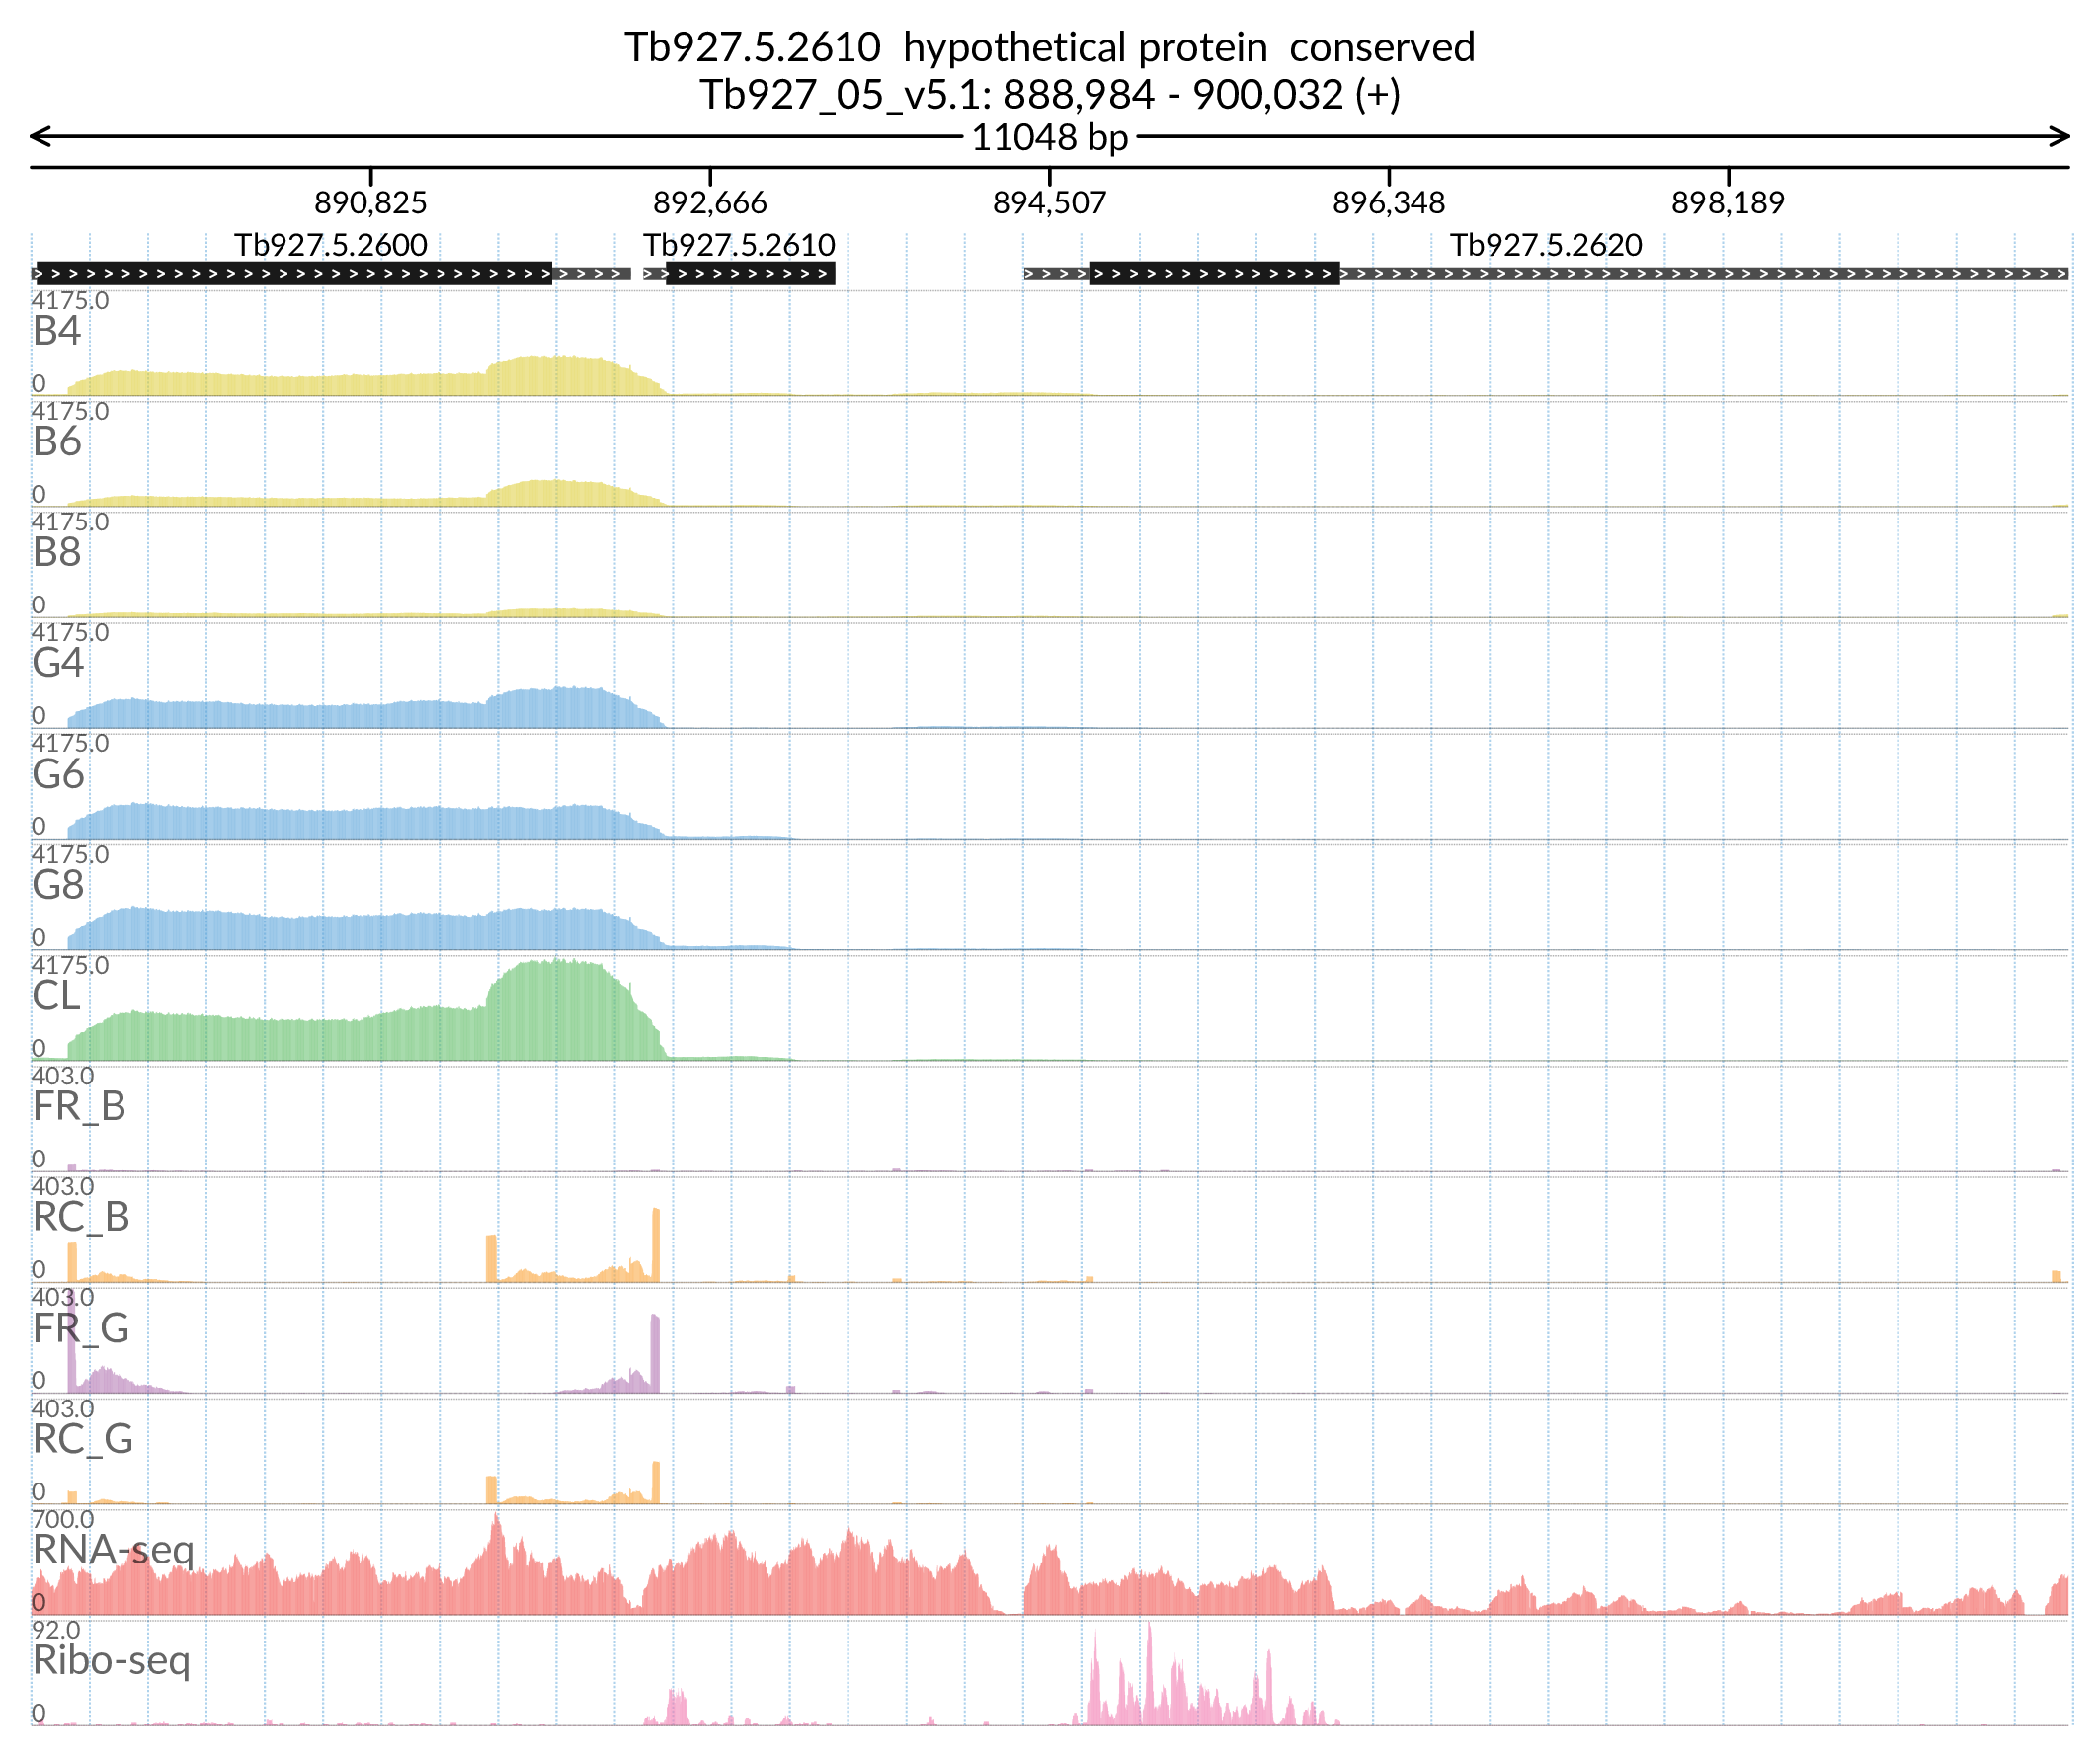 Tb927.5.2610  hypothetical protein  conserved
Tb927_05_v5.1: 888,984 - 900,032 (+)
11048 bp
890,825 892,666 894,507 896,348 898,189
Tb927.5.2600 Tb927.5.2610 Tb927.5.2620
4175.0
B4
0
4175.0
B6
0
4175.0
B8
0
4175.0
G4
0
4175.0
G6
0
4175.0
G8
0
4175.0
CL
0
403.0
FR_B
0
403.0
RC_B
0
403.0
FR_G
0
403.0
RC_G
0
700.0
RNA-seq
0
92.0
Ribo-seq
0